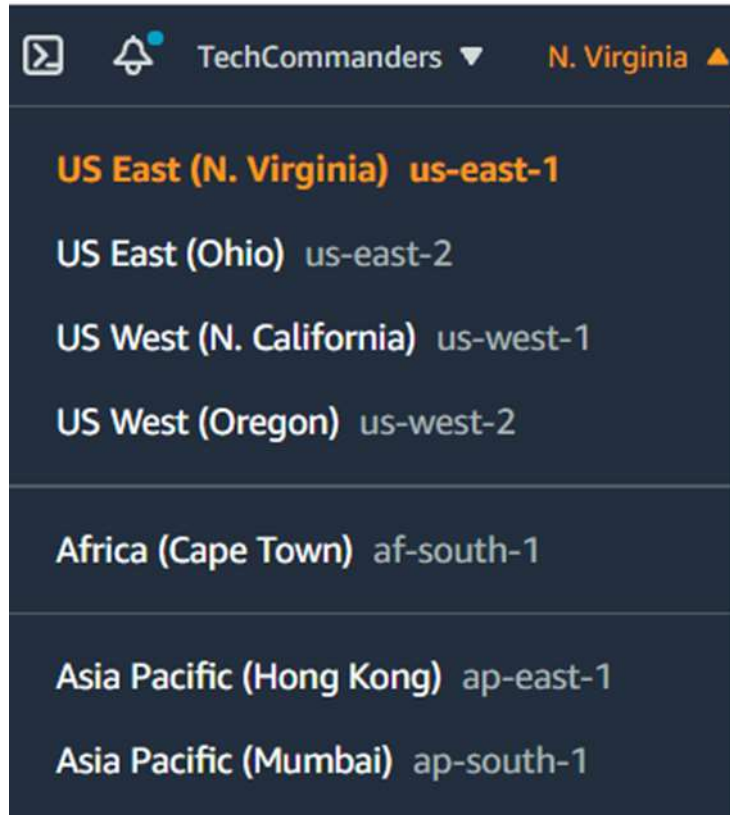 TechCommanders ▼ N. Virginia ▲
US East (N. Virginia) us-east-1
US East (Ohio) us-east-2
US West (N. California) us-west-1
US West (Oregon) us-west-2
Africa (Cape Town) af-south-1
Asia Pacific (Hong Kong) ap-east-1
Asia Pacific (Mumbai) ap-south-1